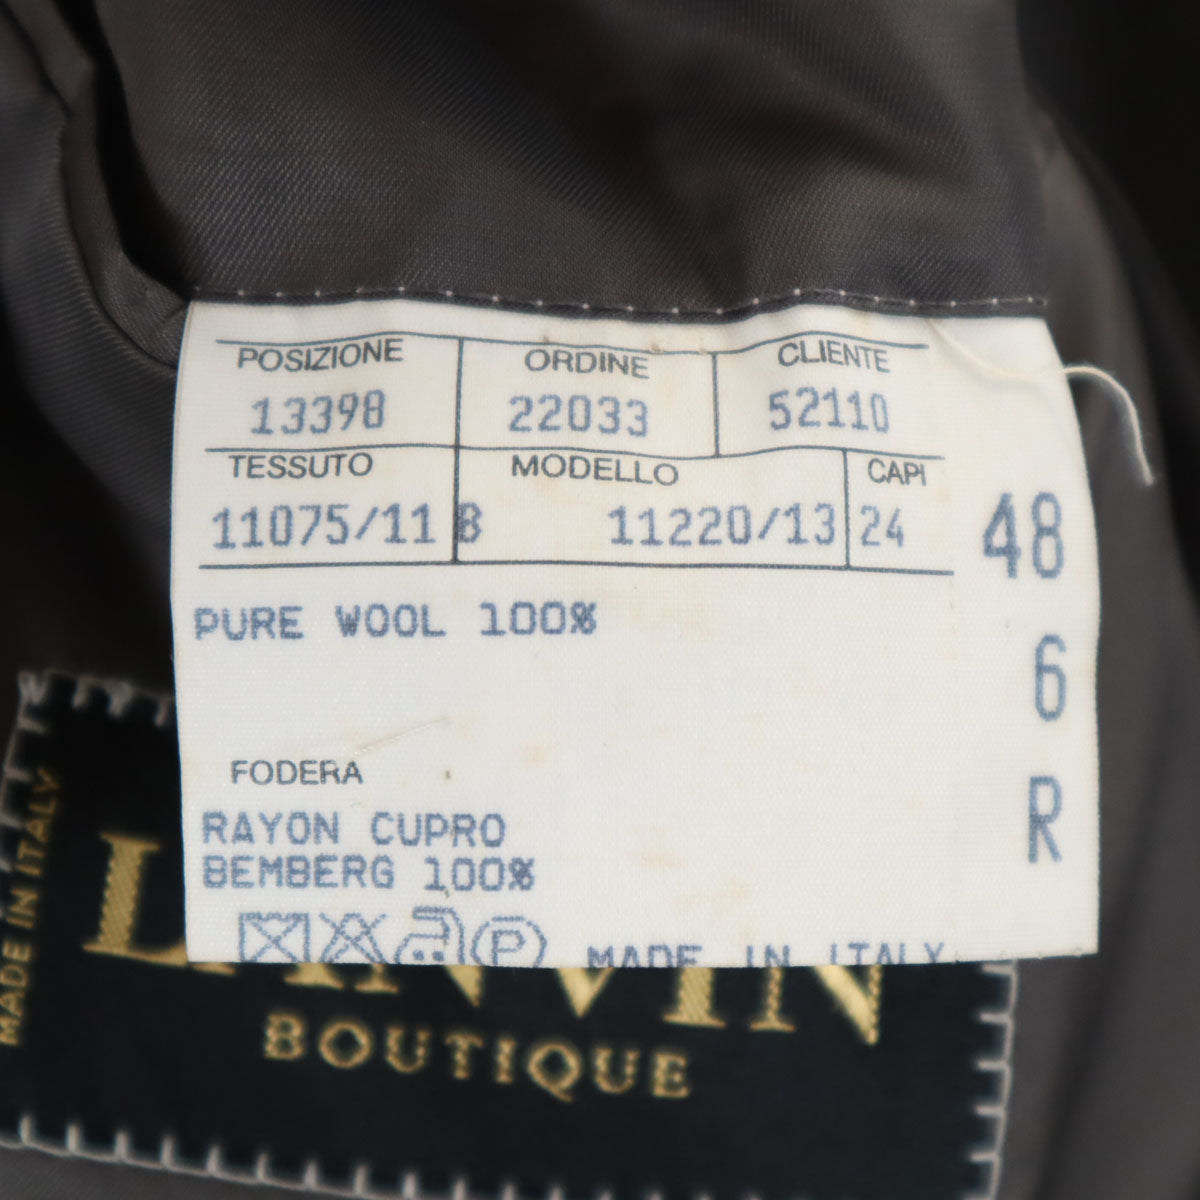 POSIZIONE ORDINE CLIENTE
13398 22033 52110
TESSUTO MODELLO CAPI
11075/11 B 11220/13 24 48
PURE WOOL 100%
6
FODERA
R
RAYON CUPRO
BEMBERG 100%
P MADE IN ITALY
MADE IN ITALY
LANVIN
BOUTIQUE